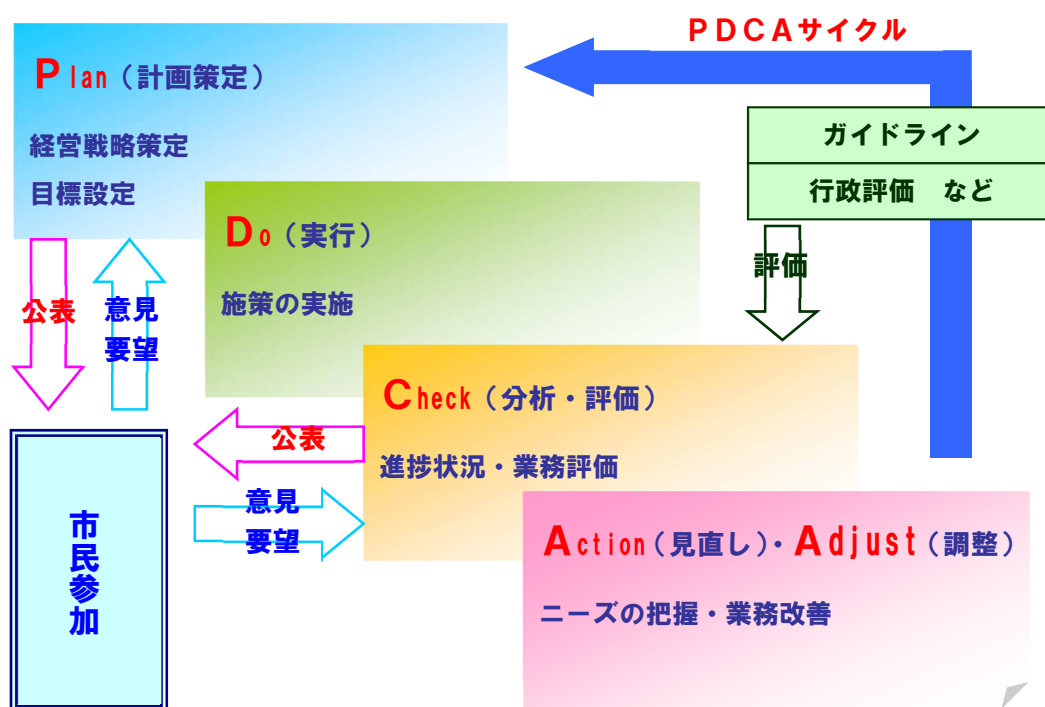 PDCAサイクル
Plan（計画策定）
経営戦略策定
目標設定
ガイドライン
行政評価　など
Do（実行）
施策の実施
評価
公表
意見
要望
Check（分析・評価）
進捗状況・業務評価
公表
意見
要望
市民参加
Action（見直し）・Adjust（調整）
ニーズの把握・業務改善